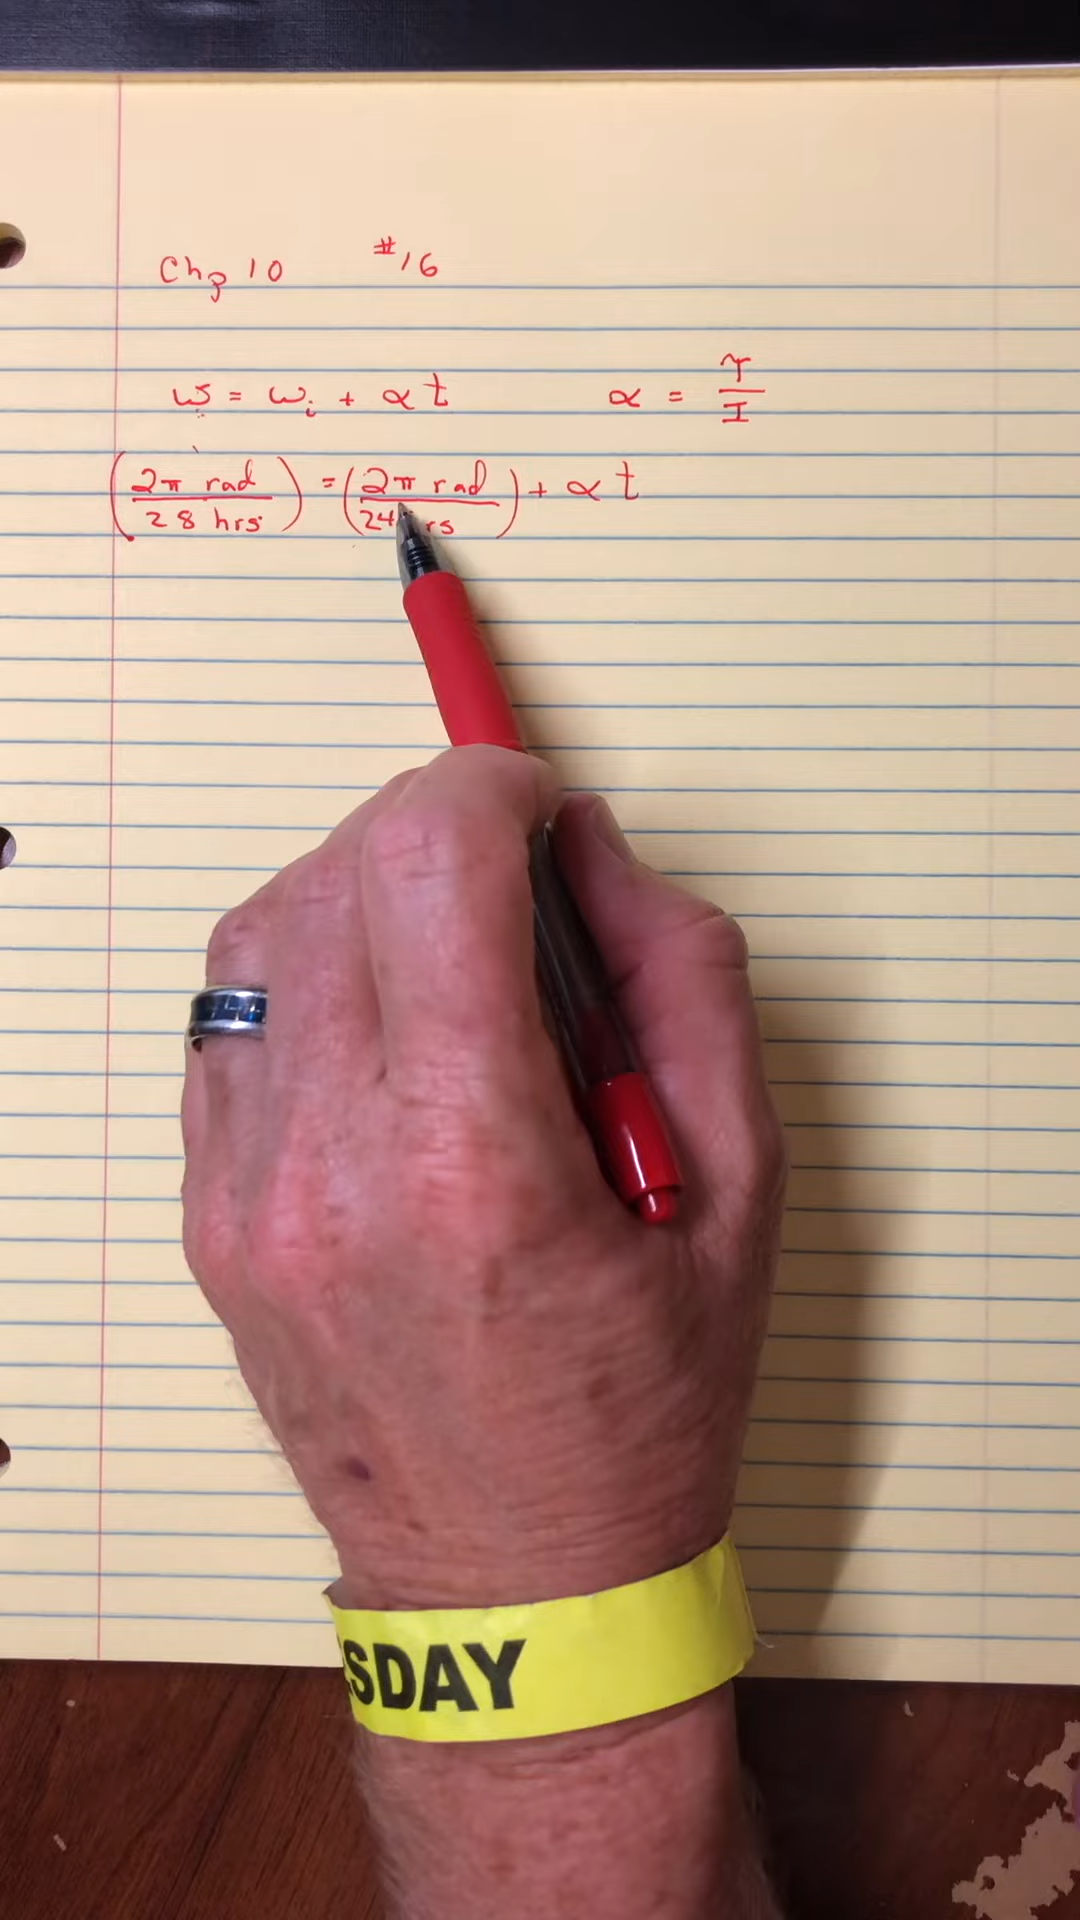 Chp 10 #16
ω = ωi + αt α = τ/I
(2π rad / 28 hrs) = (2π rad / 24 hrs) + αt
SDAY